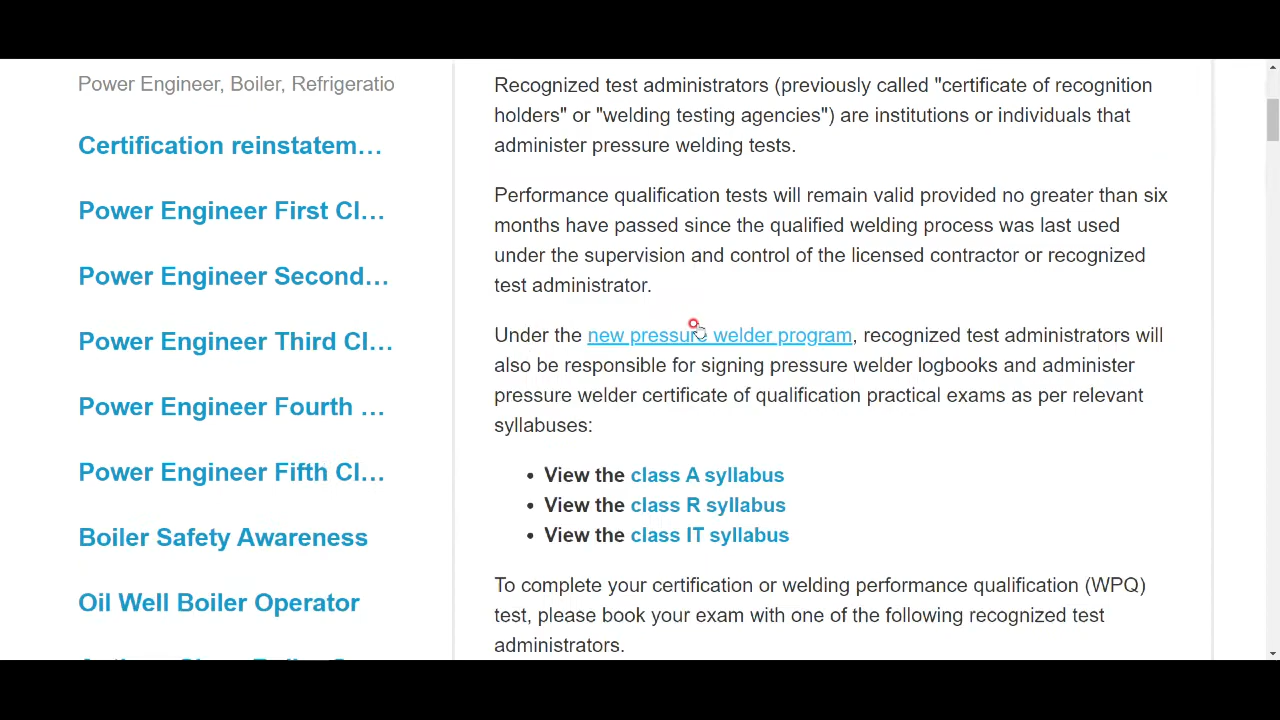 Power Engineer, Boiler, Refrigeratio
Certification reinstatem...
Power Engineer First Cl...
Power Engineer Second...
Power Engineer Third Cl...
Power Engineer Fourth ...
Power Engineer Fifth Cl...
Boiler Safety Awareness
Oil Well Boiler Operator
Recognized test administrators (previously called "certificate of recognition
holders" or "welding testing agencies") are institutions or individuals that
administer pressure welding tests.
Performance qualification tests will remain valid provided no greater than six
months have passed since the qualified welding process was last used
under the supervision and control of the licensed contractor or recognized
test administrator.
Under the new pressure welder program, recognized test administrators will
also be responsible for signing pressure welder logbooks and administer
pressure welder certificate of qualification practical exams as per relevant
syllabuses:
• View the class A syllabus
• View the class R syllabus
• View the class IT syllabus
To complete your certification or welding performance qualification (WPQ)
test, please book your exam with one of the following recognized test
administrators.